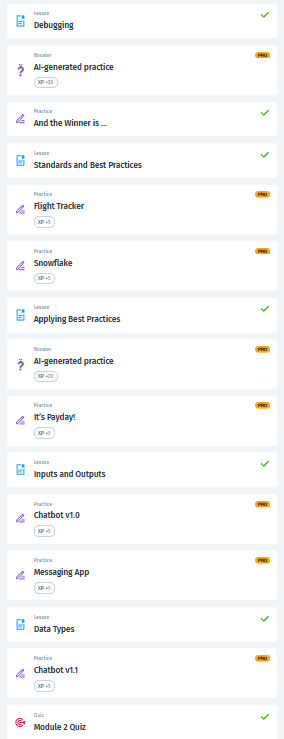 Lesson
Debugging
Booster
PRO
AI-generated practice
XP +20
Practice
And the Winner is ...
Lesson
Standards and Best Practices
Practice
PRO
Flight Tracker
XP +5
Practice
PRO
Snowflake
XP +5
Lesson
Applying Best Practices
Booster
PRO
AI-generated practice
XP +20
Practice
PRO
It's Payday!
XP +5
Lesson
Inputs and Outputs
Practice
PRO
Chatbot v1.0
XP +5
Practice
PRO
Messaging App
XP +5
Lesson
Data Types
Practice
PRO
Chatbot v1.1
XP +5
Quiz
Module 2 Quiz